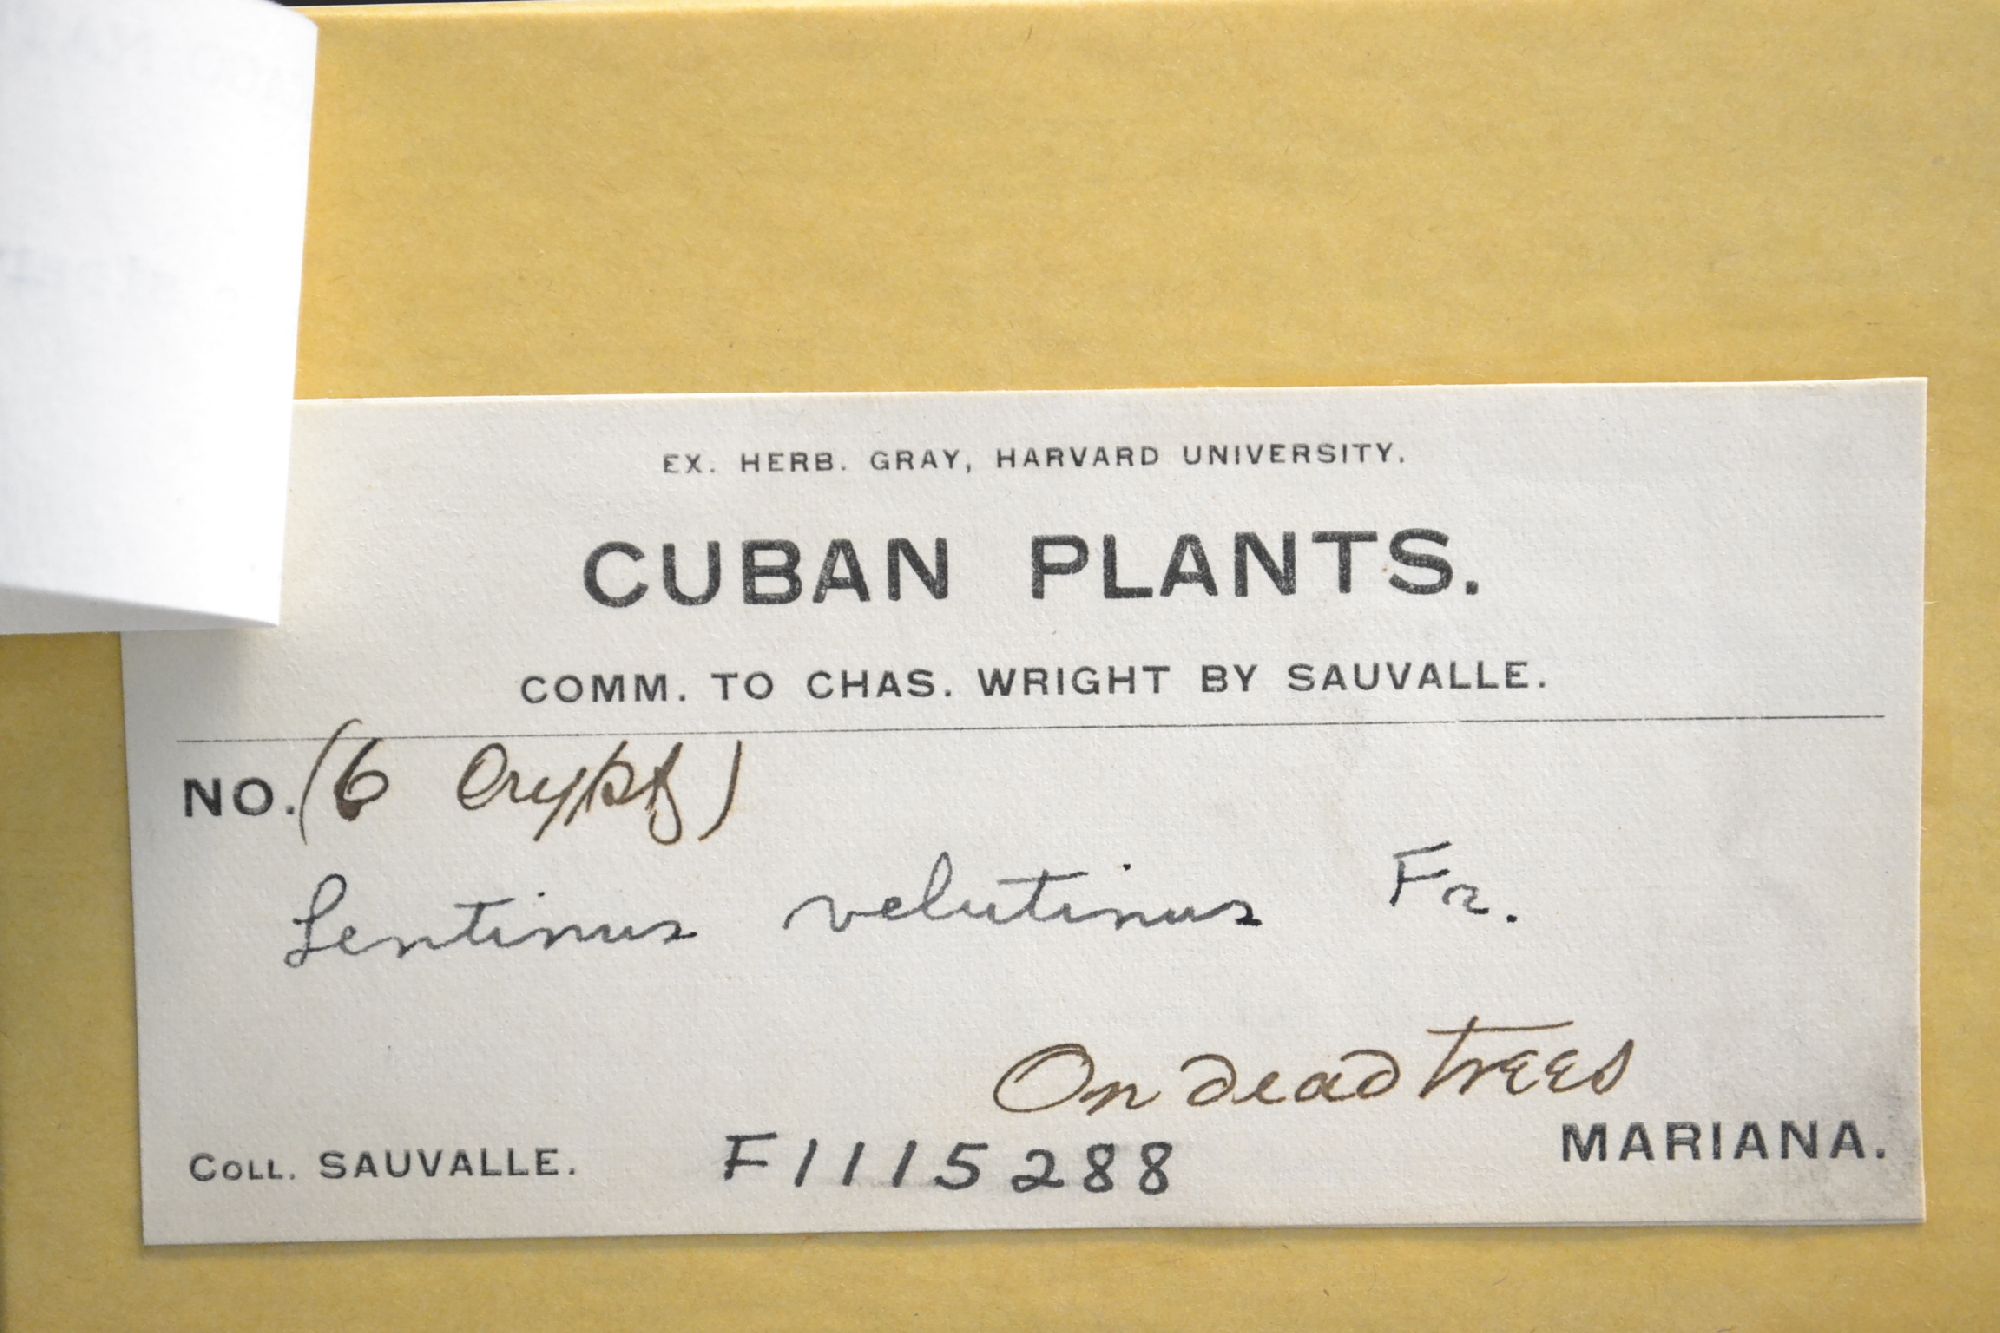 EX. HERB. GRAY, HARVARD UNIVERSITY.
CUBAN PLANTS.
COMM. TO CHAS. WRIGHT BY SAUVALLE.
NO. (6 Crypt)
Lentinus velutinus Fr.
On dead trees
COLL. SAUVALLE. F1115288 MARIANA.